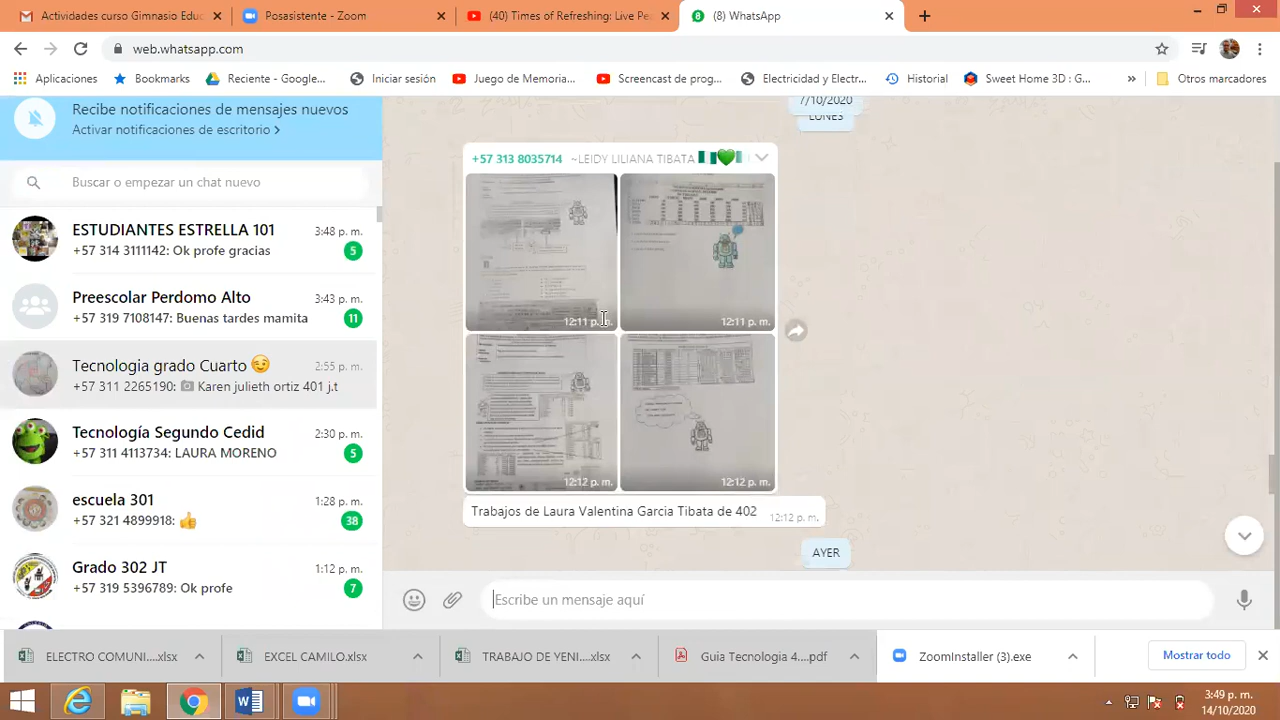 Actividades curso Gimnasio Educ
Posasistente - Zoom
(40) Times of Refreshing: Live Pe
(8) WhatsApp
web.whatsapp.com
Aplicaciones
Bookmarks
Reciente - Google...
Iniciar sesión
Juego de Memoria...
Screencast de prog...
Electricidad y Electr...
Historial
Sweet Home 3D : G...
»
Otros marcadores
Recibe notificaciones de mensajes nuevos
Activar notificaciones de escritorio >
Buscar o empezar un chat nuevo
ESTUDIANTES ESTRELLA 101
3:48 p. m.
+57 314 3111142: Ok profe gracias
5
Preescolar Perdomo Alto
3:43 p. m.
+57 319 7108147: Buenas tardes mamita
11
Tecnología grado Cuarto 😌
2:55 p. m.
+57 311 2265190: 📷 Karen julieth ortiz 401 j.t
Tecnología Segundo Cedid
2:30 p. m.
+57 311 4113734: LAURA MORENO
5
escuela 301
1:28 p. m.
+57 321 4899918: 👍
38
Grado 302 JT
1:12 p. m.
+57 319 5396789: Ok profe
7
7/10/2020
LUNES
+57 313 8035714 ~LEIDY LILIANA TIBATA
12:11 p. m.
12:11 p. m.
12:12 p. m.
12:12 p. m.
Trabajos de Laura Valentina Garcia Tibata de 402
12:12 p. m.
AYER
Escribe un mensaje aquí
ELECTRO COMUNI....xlsx
EXCEL CAMILO.xlsx
TRABAJO DE YENI....xlsx
Guia Tecnologia 4....pdf
ZoomInstaller (3).exe
Mostrar todo
3:49 p. m.
14/10/2020